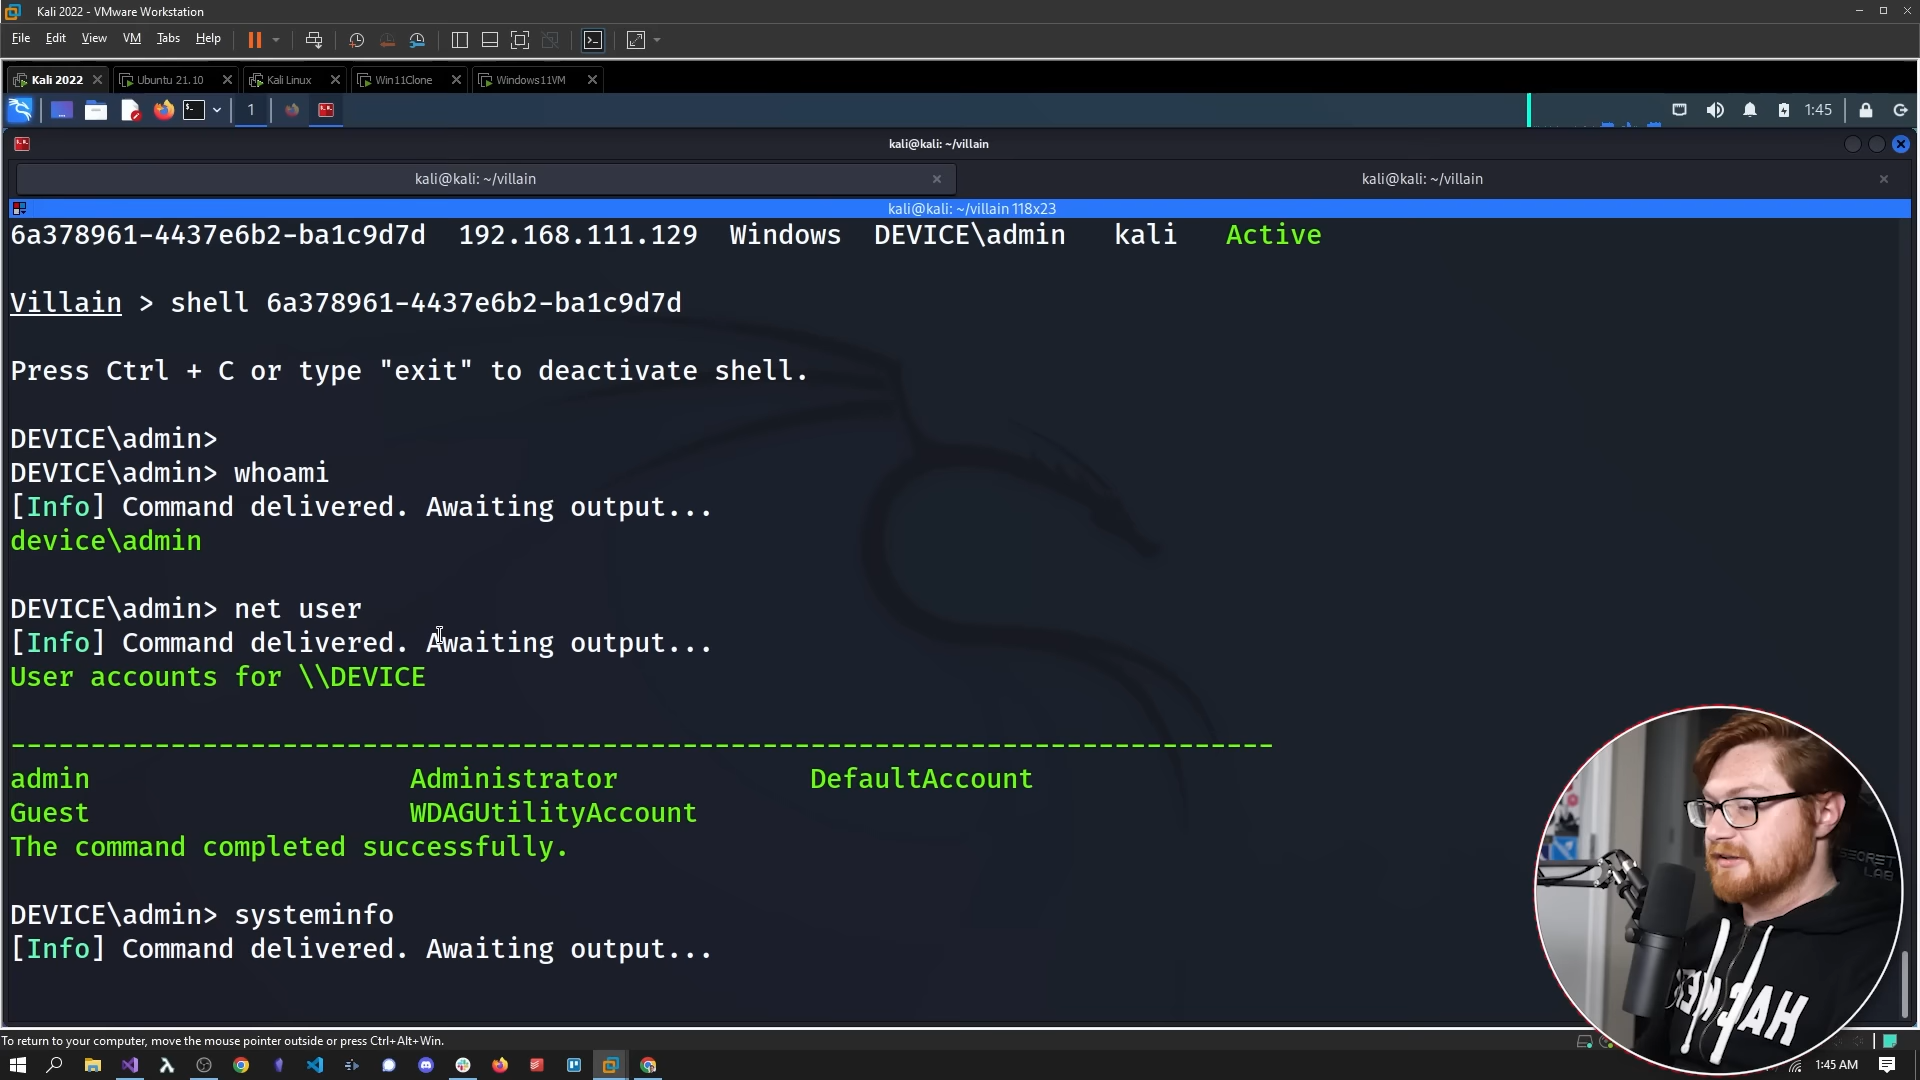 Kali 2022 - VMware Workstation
File Edit View VM Tabs Help
Kali 2022 Ubuntu 21.10 Kali Linux Win11Clone Windows11VM
1 1:45
kali@kali: ~/villain
kali@kali: ~/villain kali@kali: ~/villain
kali@kali: ~/villain 118x23
6a378961-4437e6b2-ba1c9d7d 192.168.111.129 Windows DEVICE\admin kali Active
Villain > shell 6a378961-4437e6b2-ba1c9d7d
Press Ctrl + C or type "exit" to deactivate shell.
DEVICE\admin>
DEVICE\admin> whoami
[Info] Command delivered. Awaiting output...
device\admin
DEVICE\admin> net user
[Info] Command delivered. Awaiting output...
User accounts for \\DEVICE
-------------------------------------------------------------------------------
admin Administrator DefaultAccount
Guest WDAGUtilityAccount
The command completed successfully.
DEVICE\admin> systeminfo
[Info] Command delivered. Awaiting output...
SECRET
LAB
To return to your computer, move the mouse pointer outside or press Ctrl+Alt+Win.
1:45 AM